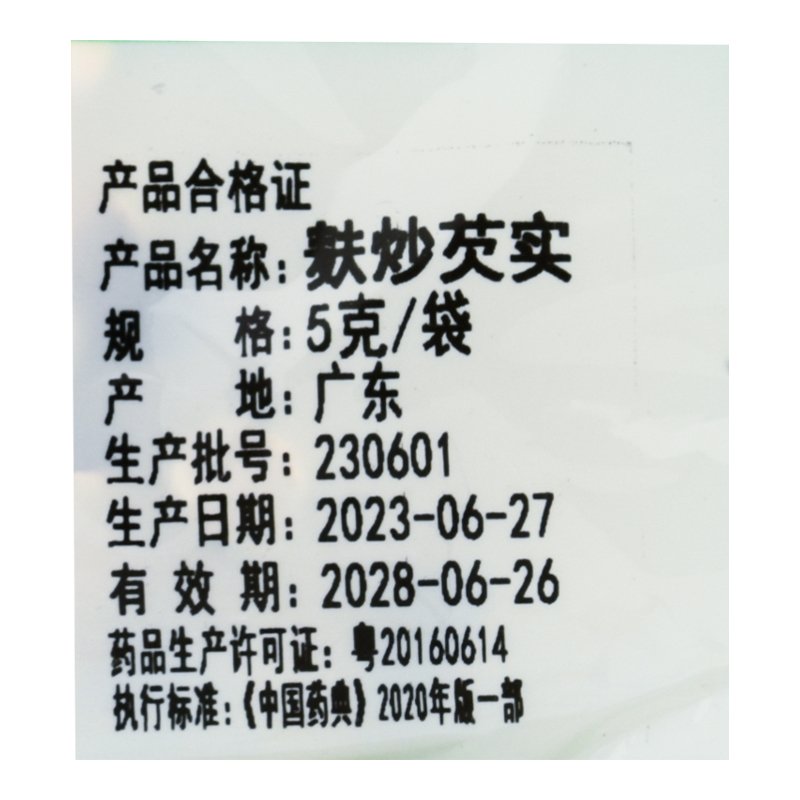 产品合格证
产品名称：麸炒芡实
规 格：5克/袋
产 地：广东
生产批号：230601
生产日期：2023-06-27
有效期：2028-06-26
药品生产许可证：粤20160614
执行标准：《中国药典》2020年版一部